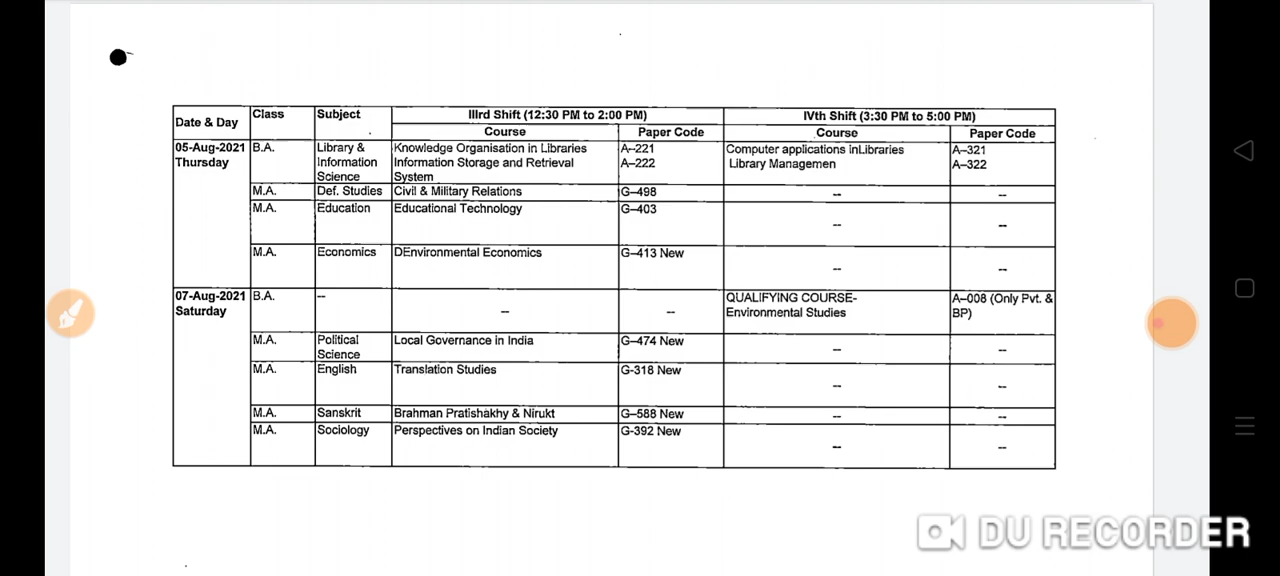 Date & Day Class Subject IIIrd Shift (12:30 PM to 2:00 PM) IVth Shift (3:30 PM to 5:00 PM)
Course Paper Code Course Paper Code
05-Aug-2021 B.A. Library & Knowledge Organisation in Libraries A–221 Computer applications inLibraries A–321
Thursday Information Information Storage and Retrieval A–222 Library Managemen A–322
Science System
M.A. Def. Studies Civil & Military Relations G–498 -- --
M.A. Education Educational Technology G–403
-- --
M.A. Economics DEnvironmental Economics G–413 New
-- --
07-Aug-2021 B.A. -- QUALIFYING COURSE- A–008 (Only Pvt. &
Saturday -- -- Environmental Studies BP)
M.A. Political Local Governance in India G–474 New -- --
Science
M.A. English Translation Studies G-318 New
-- --
M.A. Sanskrit Brahman Pratishakhy & Nirukt G–588 New -- --
M.A. Sociology Perspectives on Indian Society G-392 New
-- --
DU RECORDER